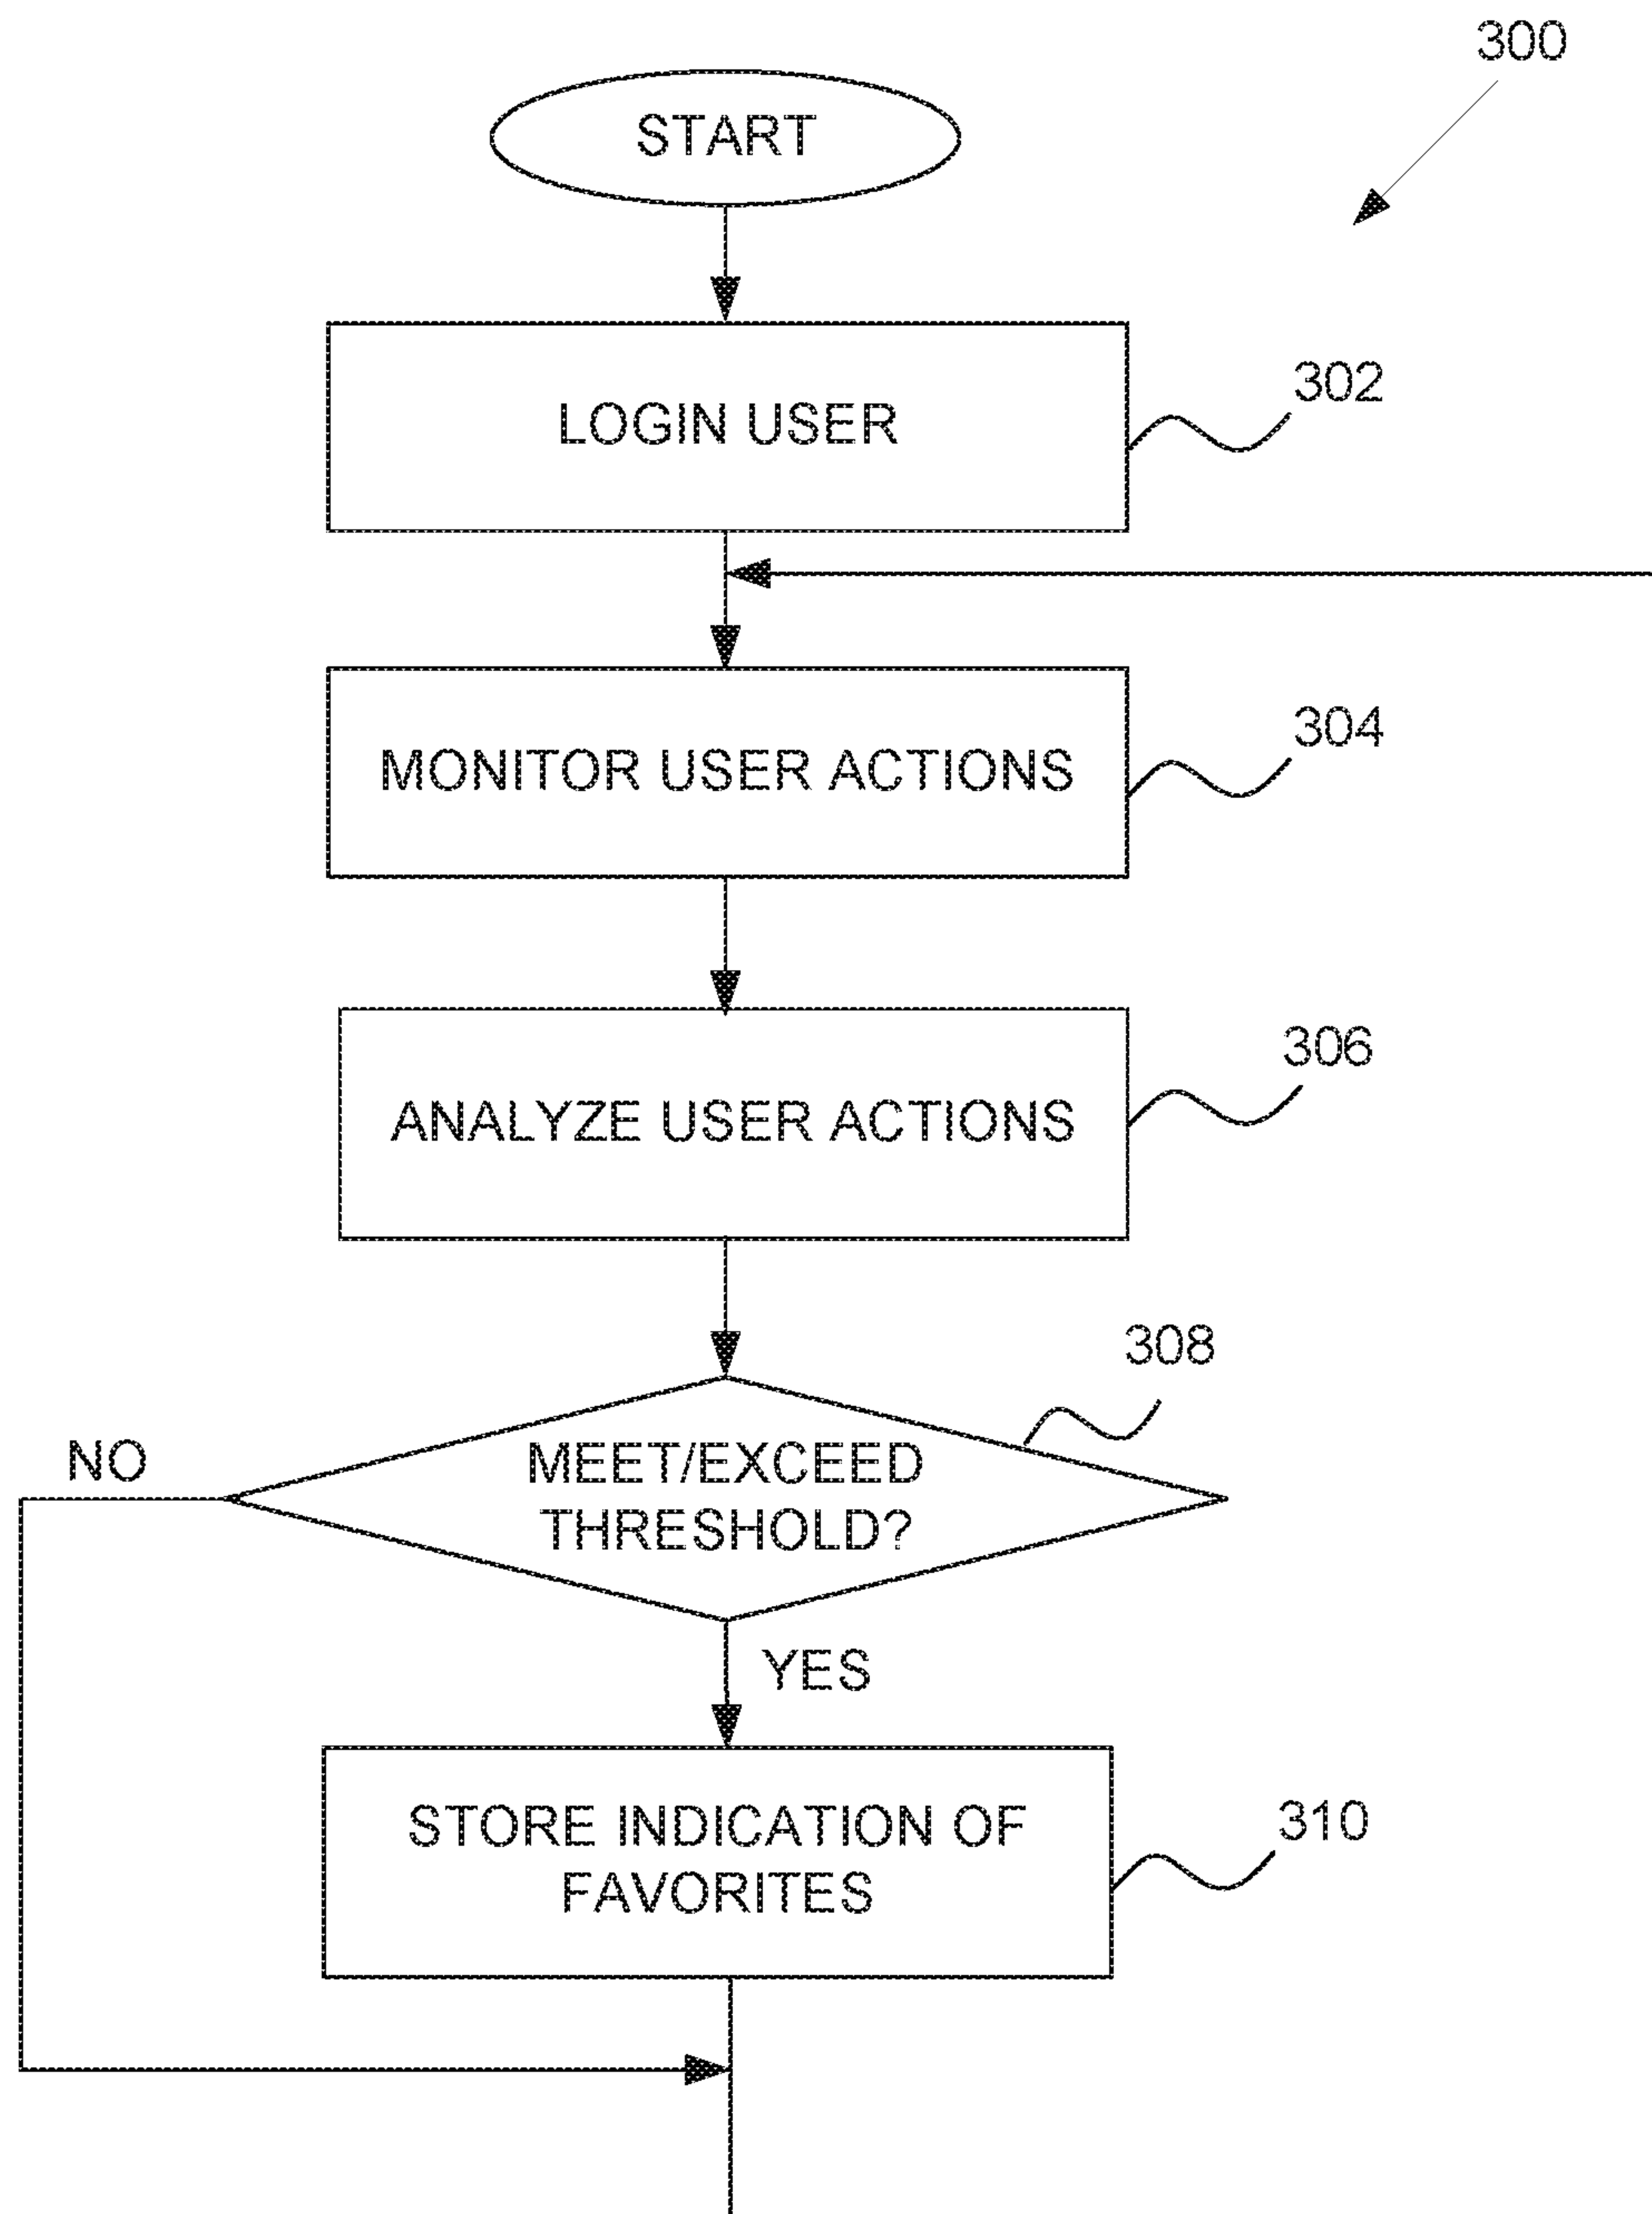 300
START
LOGIN USER
302
MONITOR USER ACTIONS
304
ANALYZE USER ACTIONS
306
308
NO
MEET/EXCEED
THRESHOLD?
YES
STORE INDICATION OF
FAVORITES
310